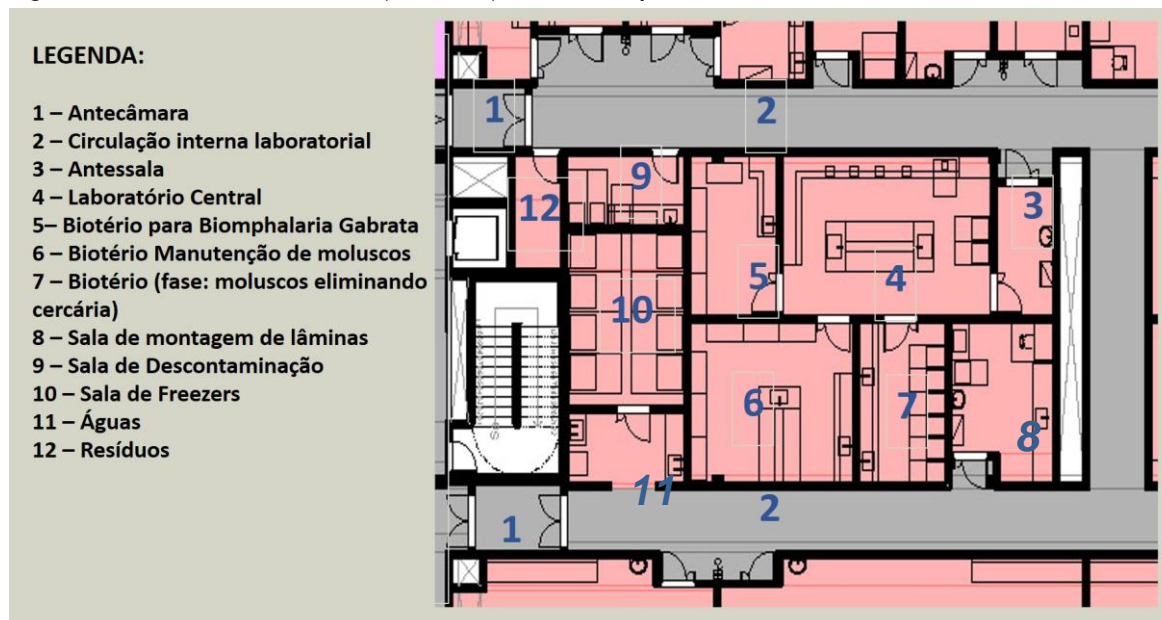 LEGENDA:
1 – Antecâmara
2 – Circulação interna laboratorial
3 – Antessala
4 – Laboratório Central
5– Biotério para Biomphalaria Gabrata
6 – Biotério Manutenção de moluscos
7 – Biotério (fase: moluscos eliminando
cercária)
8 – Sala de montagem de lâminas
9 – Sala de Descontaminação
10 – Sala de Freezers
11 – Águas
12 – Resíduos
1
2
9
12
3
5
4
10
6
7
8
11
2
1